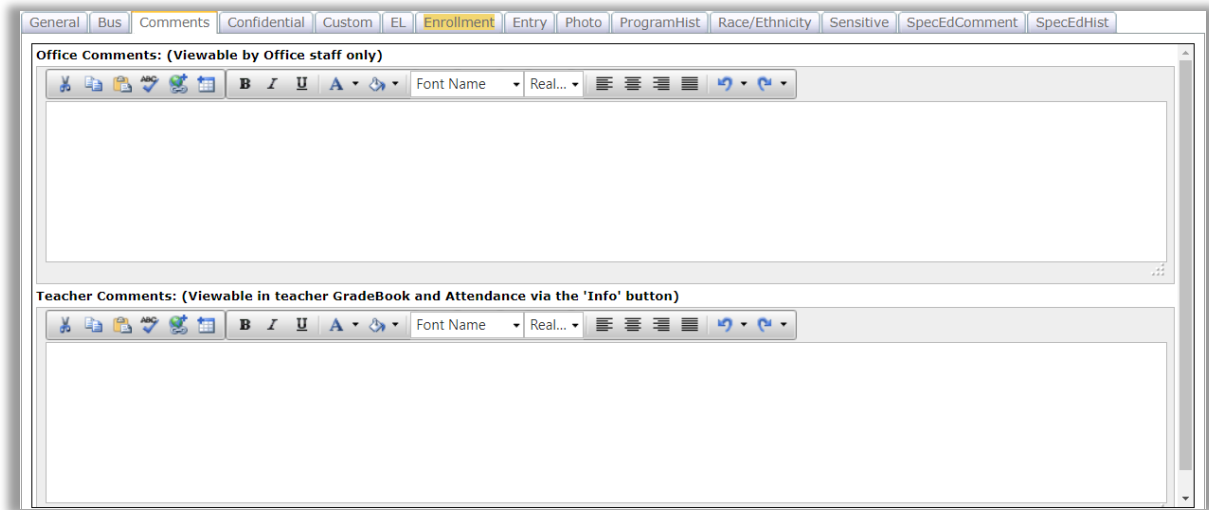 General Bus Comments Confidential Custom EL Enrollment Entry Photo ProgramHist Race/Ethnicity Sensitive SpecEdComment SpecEdHist
Office Comments: (Viewable by Office staff only)
ABC B I U A Font Name Real...
Teacher Comments: (Viewable in teacher GradeBook and Attendance via the 'Info' button)
ABC B I U A Font Name Real...